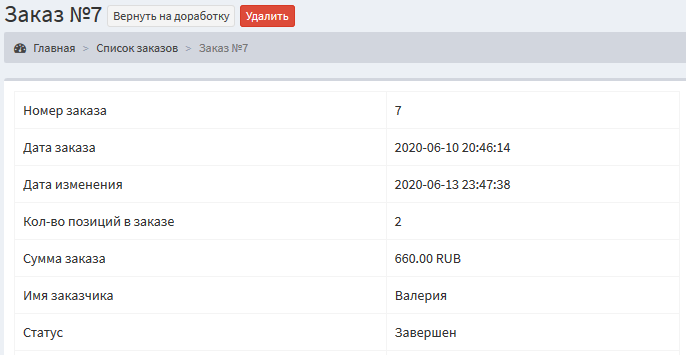 Заказ №7 Вернуть на доработку Удалить
Главная > Список заказов > Заказ №7
Номер заказа 7
Дата заказа 2020-06-10 20:46:14
Дата изменения 2020-06-13 23:47:38
Кол-во позиций в заказе 2
Сумма заказа 660.00 RUB
Имя заказчика Валерия
Статус Завершен